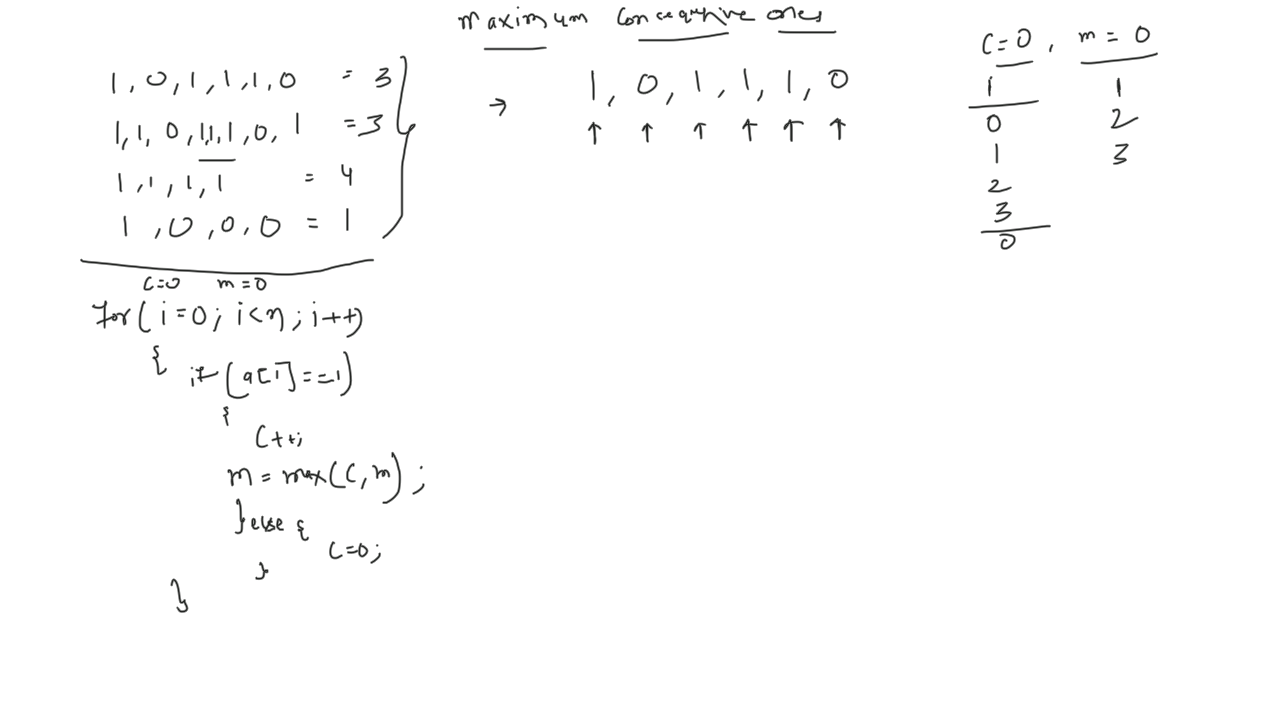 maximum consequtive ones
1, 0, 1, 1, 1, 0 = 3
1, 1, 0, 1, 1, 1, 0, 1 = 3
1, 1, 1, 1 = 4
1, 0, 0, 0 = 1
c=0 m=0
for( i=0; i<n; i++)
{ if (a[i]==1)
{
c++;
m = max(c, m) ;
} else {
c=0;
}
}
→ 1, 0, 1, 1, 1, 0
↑ ↑ ↑ ↑ ↑ ↑
c=0, m = 0
1 1
0 2
1 3
2
3
0